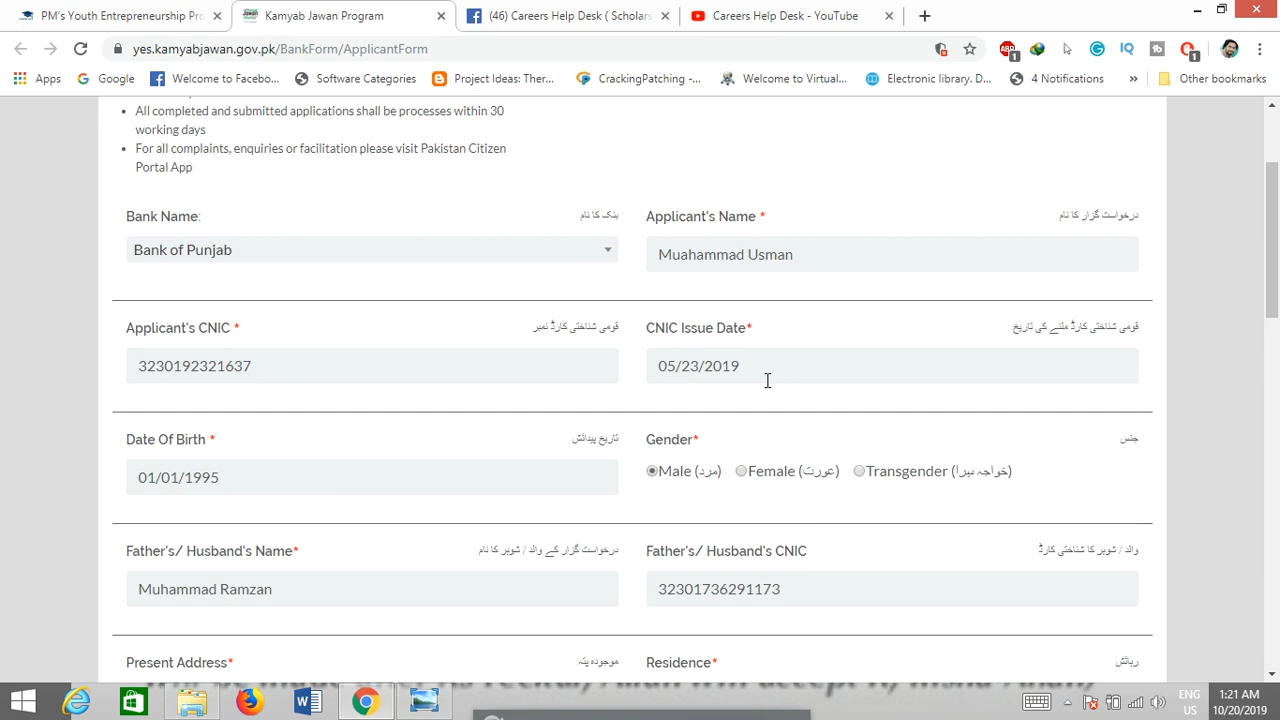 PM's Youth Entrepreneurship Pro
Kamyab Jawan Program
(46) Careers Help Desk ( Scholars
Careers Help Desk - YouTube
yes.kamyabjawan.gov.pk/BankForm/ApplicantForm
Apps
Google
Welcome to Facebo...
Software Categories
Project Ideas: Ther...
CrackingPatching -...
Welcome to Virtual...
Electronic library. D...
4 Notifications
Other bookmarks
All completed and submitted applications shall be processes within 30
working days
For all complaints, enquiries or facilitation please visit Pakistan Citizen
Portal App
Bank Name: بنک کا نام
Bank of Punjab
Applicant's Name * درخواست گزار کا نام
Muahammad Usman
Applicant's CNIC * قومی شناختی کارڈ نمبر
3230192321637
CNIC Issue Date* قومی شناختی کارڈ ملنے کی تاریخ
05/23/2019
Date Of Birth * تاریخ پیدائش
01/01/1995
Gender* جنس
Male (مرد) Female (عورت) Transgender (خواجہ سرا)
Father's/ Husband's Name* درخواست گزار کے والد / شوہر کا نام
Muhammad Ramzan
Father's/ Husband's CNIC والد / شوہر کا شناختی کارڈ
32301736291173
Present Address* موجودہ پتہ
Residence* رہائش
ENG
US
1:21 AM
10/20/2019